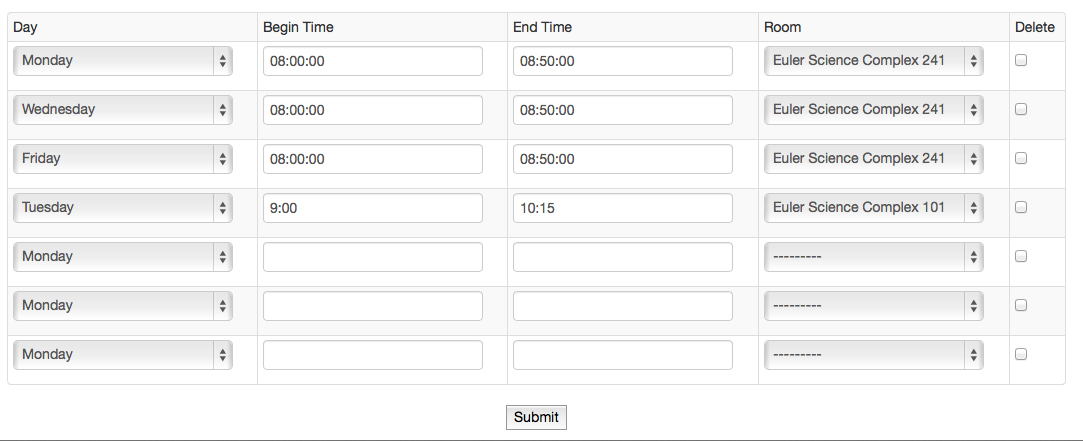 Day Begin Time End Time Room Delete
Monday 08:00:00 08:50:00 Euler Science Complex 241
Wednesday 08:00:00 08:50:00 Euler Science Complex 241
Friday 08:00:00 08:50:00 Euler Science Complex 241
Tuesday 9:00 10:15 Euler Science Complex 101
Monday ---------
Monday ---------
Monday ---------
Submit